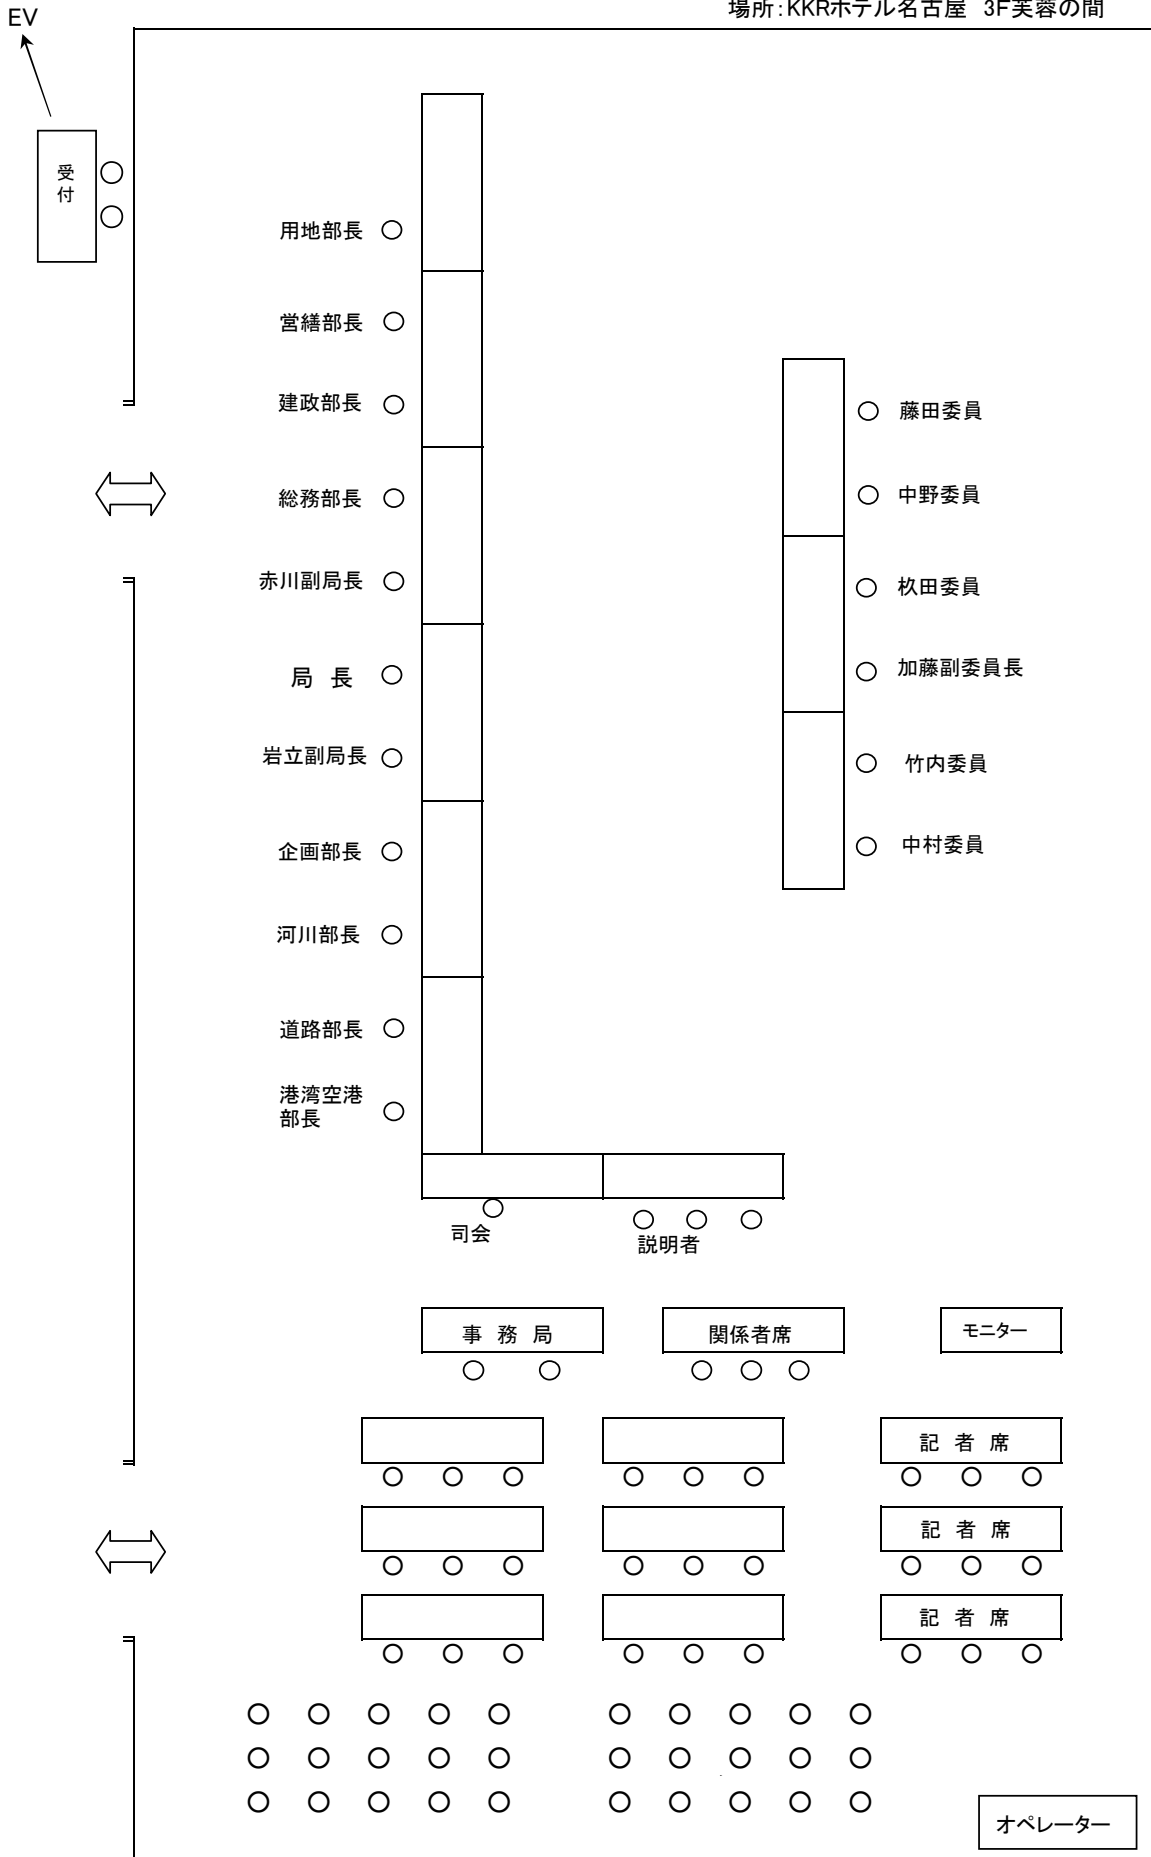 場所：KKRホテル名古屋　3F芙蓉の間
EV
受
付
用地部長
営繕部長
建政部長
総務部長
赤川副局長
局　長
岩立副局長
企画部長
河川部長
道路部長
港湾空港
部長
藤田委員
中野委員
杁田委員
加藤副委員長
竹内委員
中村委員
司会
説明者
事　務　局
関係者席
モニター
記　者　席
記　者　席
記　者　席
オペレーター